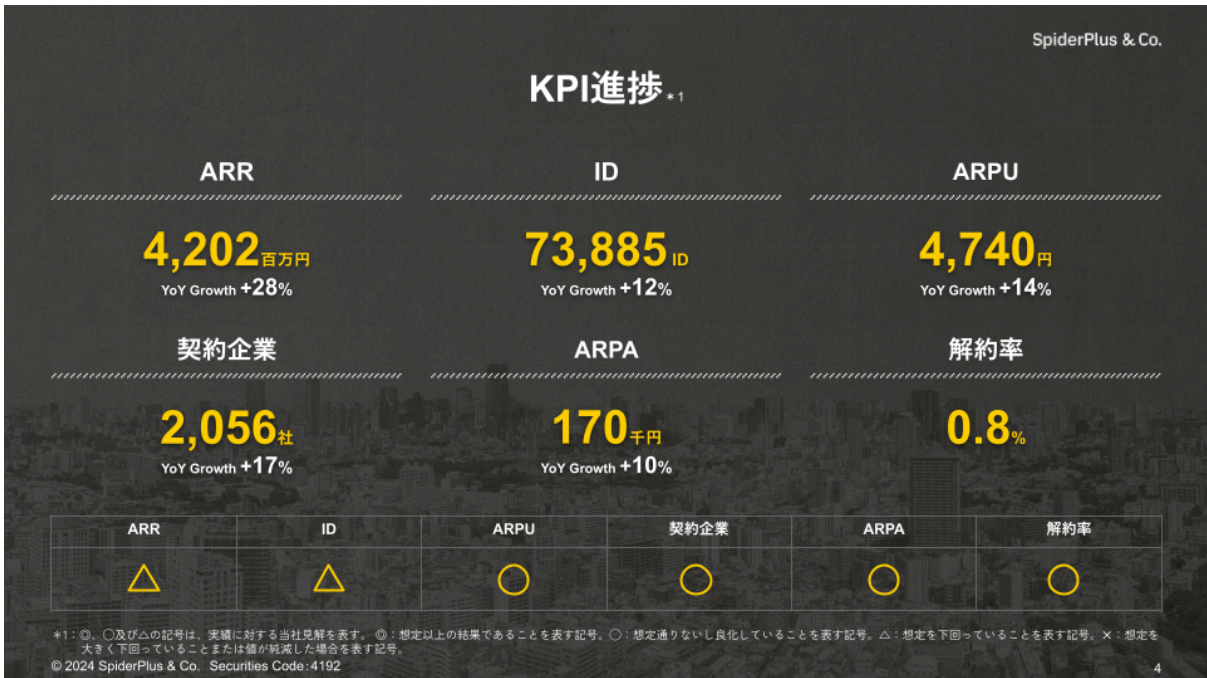 SpiderPlus & Co.
KPI進捗*1
ARR
ID
ARPU
4,202百万円
73,885ID
4,740円
YoY Growth +28%
YoY Growth +12%
YoY Growth +14%
契約企業
ARPA
解約率
2,056社
170千円
0.8%
YoY Growth +17%
YoY Growth +10%
ARR ID ARPU 契約企業 ARPA 解約率
△ △ ○ ○ ○ ○
*1：◎、○及び△の記号は、実績に対する当社見解を表す。 ◎：想定以上の結果であることを表す記号。○：想定通りないし良化していることを表す記号。△：想定を下回っていることを表す記号。✕：想定を
大きく下回っていることまたは値が純減した場合を表す記号。
© 2024 SpiderPlus & Co. Securities Code:4192
4